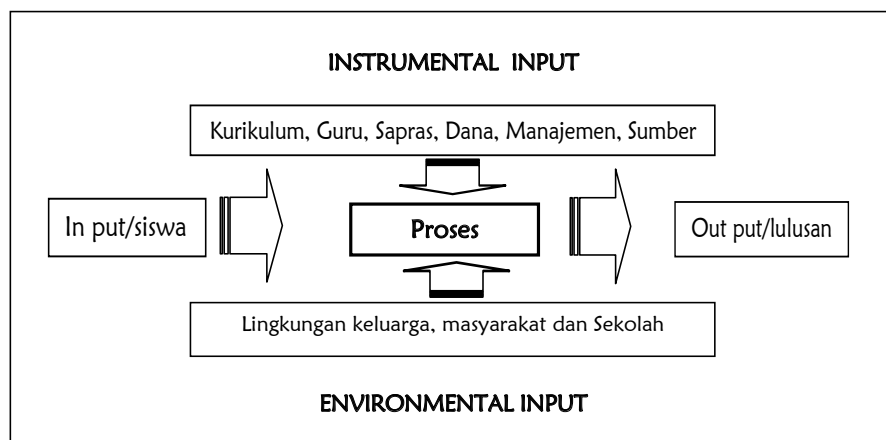 INSTRUMENTAL INPUT
Kurikulum, Guru, Sapras, Dana, Manajemen, Sumber
In put/siswa
Proses
Out put/lulusan
Lingkungan keluarga, masyarakat dan Sekolah
ENVIRONMENTAL INPUT